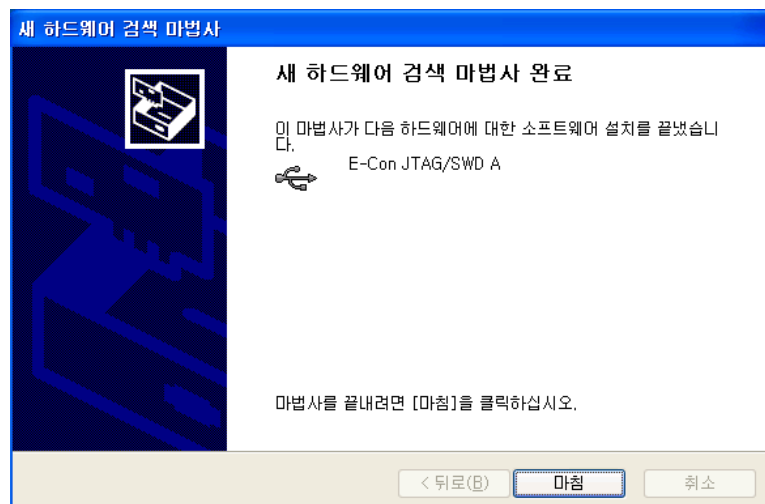 새 하드웨어 검색 마법사
새 하드웨어 검색 마법사 완료
이 마법사가 다음 하드웨어에 대한 소프트웨어 설치를 끝냈습니
다.
E-Con JTAG/SWD A
마법사를 끝내려면 [마침]을 클릭하십시오.
< 뒤로(B) 마침 취소